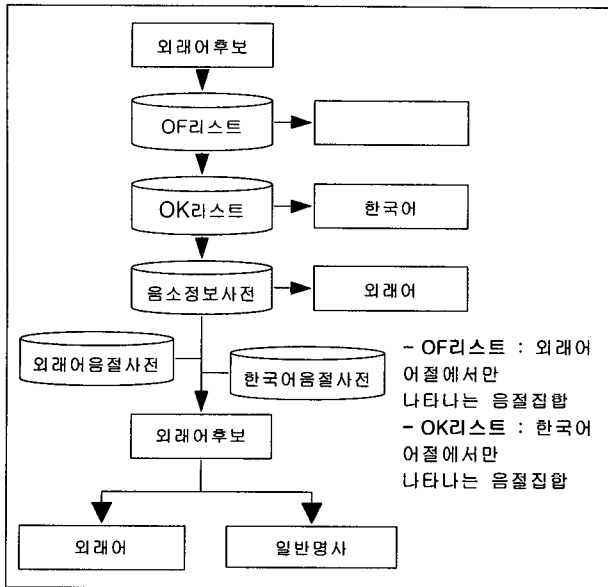 외래어후보
OF리스트
OK리스트
한국어
음소정보사전
외래어
외래어음절사전
한국어음절사전
- OF리스트 : 외래어
어절에서만
나타나는 음절집합
- OK리스트 : 한국어
어절에서만
나타나는 음절집합
외래어후보
외래어
일반명사